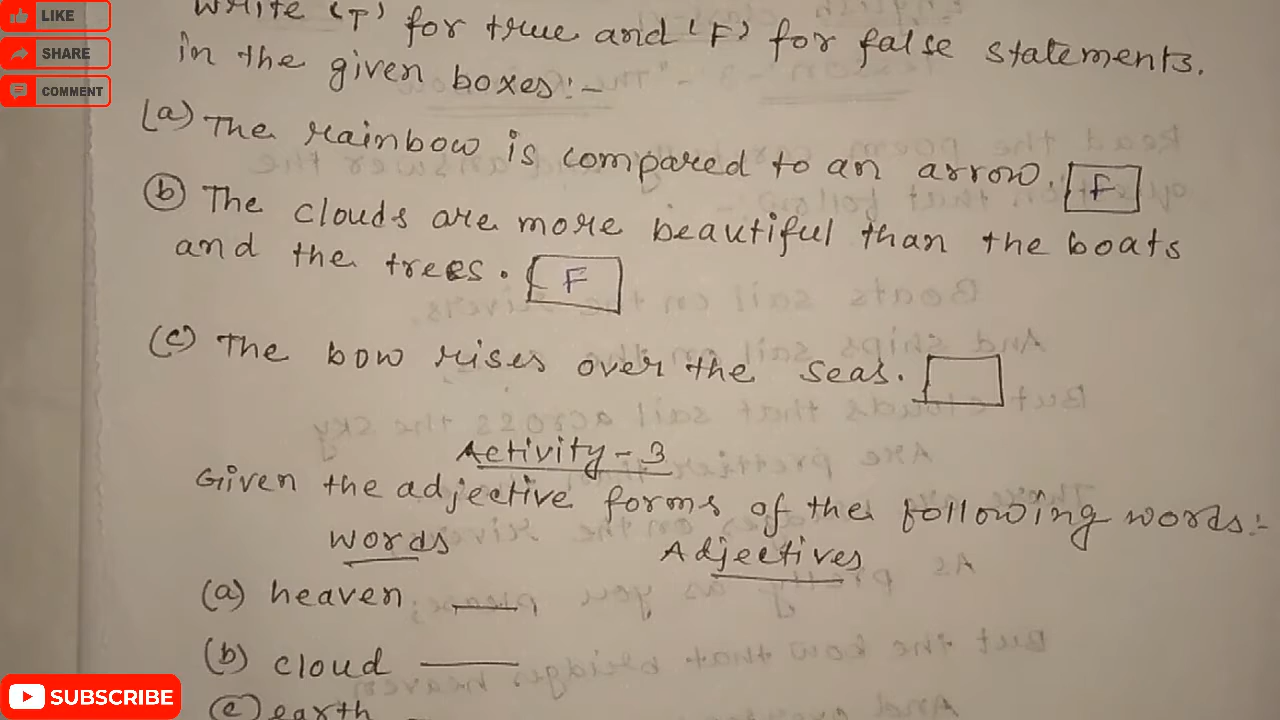 LIKE
SHARE
COMMENT
Write (T) for true and (F) for false statements.
in the given boxes:-
(a) The rainbow is compared to an arrow. F
(b) The clouds are more beautiful than the boats
and the trees. F
(c) The bow rises over the seas.
Activity-3
Given the adjective forms of the following words:-
Words Adjectives
(a) heaven
(b) cloud
(c) earth
SUBSCRIBE